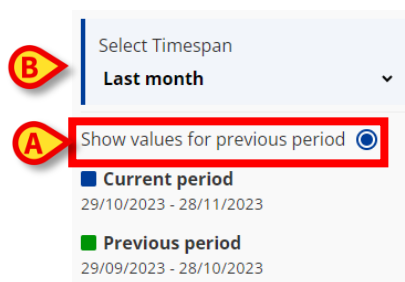 Select Timespan
B
Last month
A
Show values for previous period
Current period
29/10/2023 - 28/11/2023
Previous period
29/09/2023 - 28/10/2023